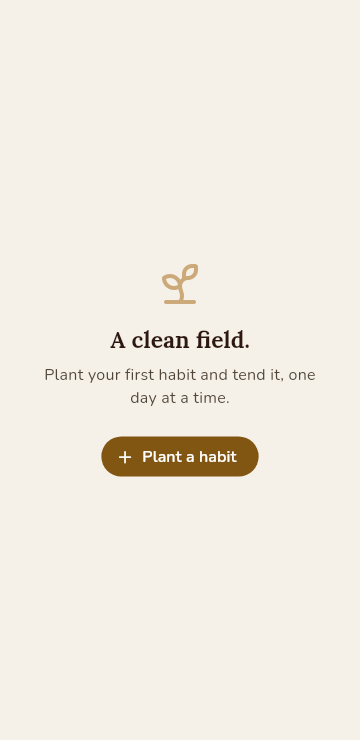 A clean field.
Plant your first habit and tend it, one
day at a time.
Plant a habit